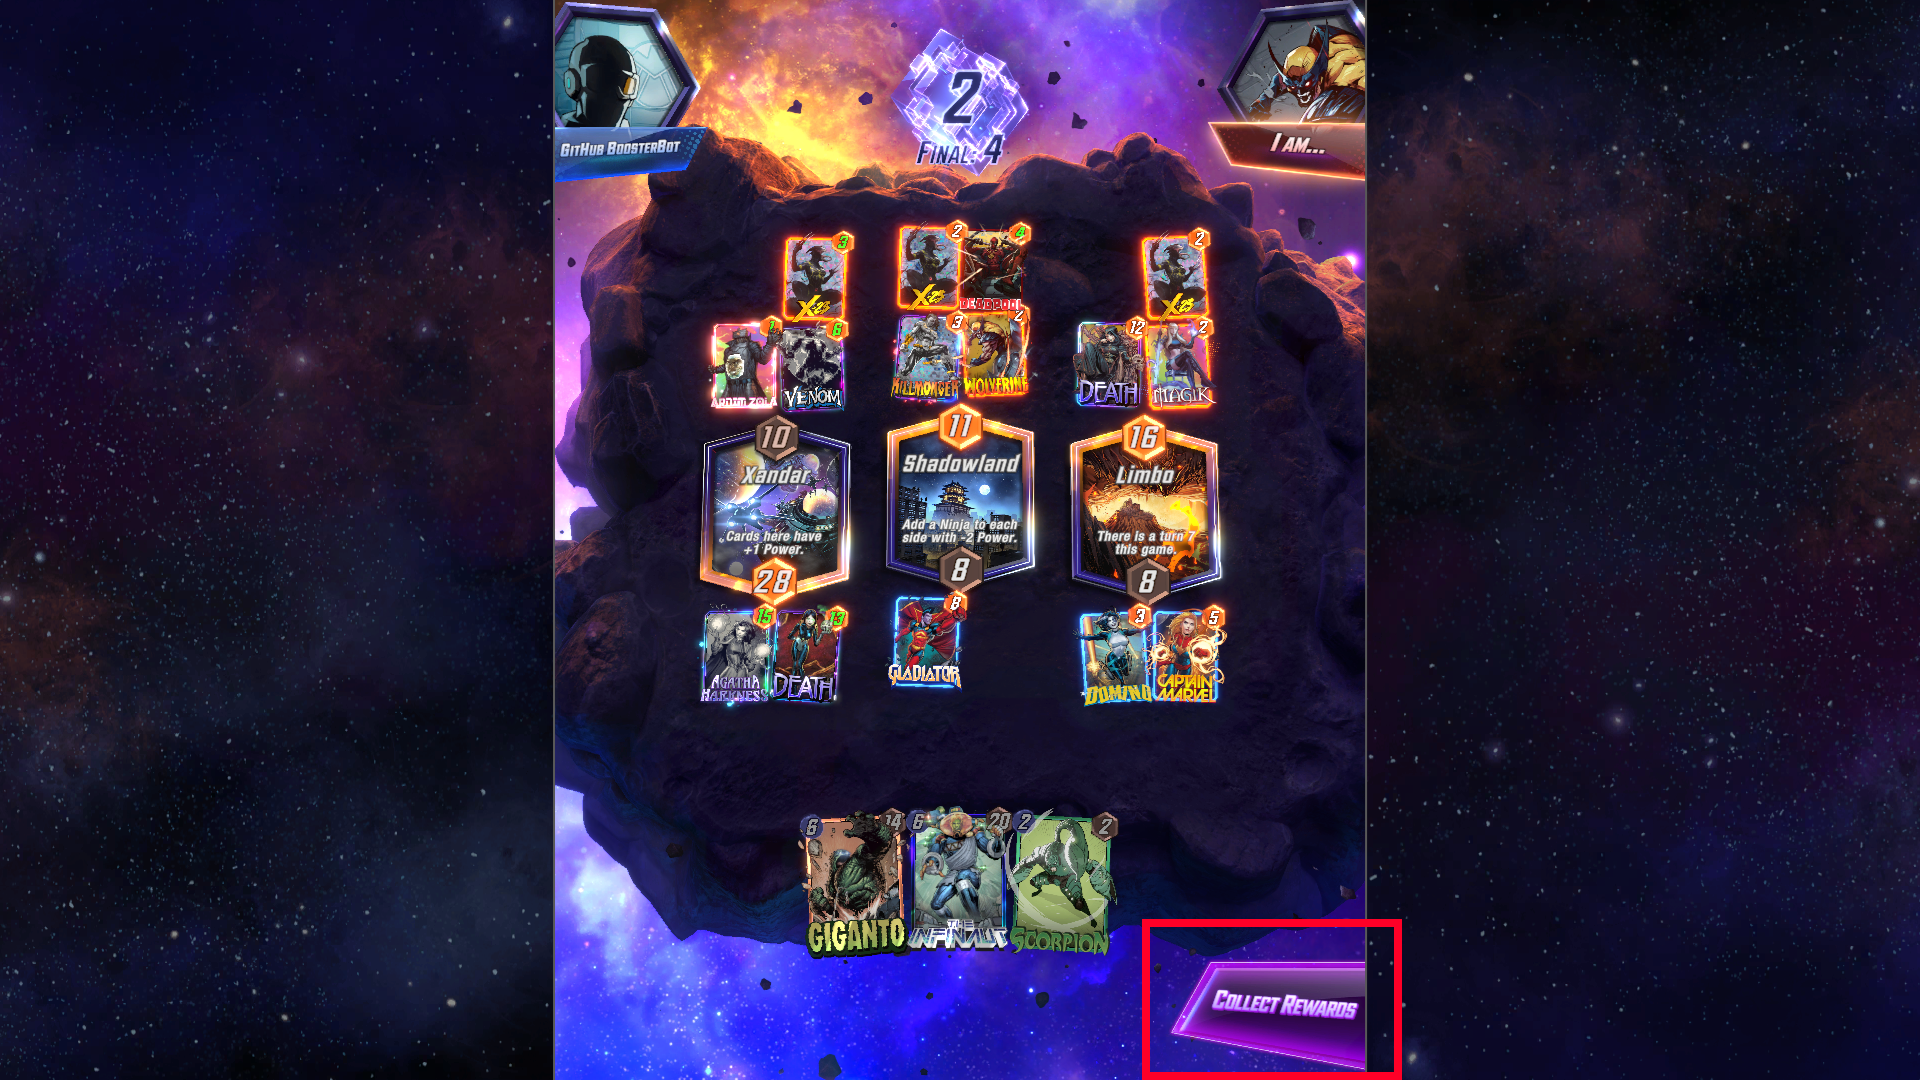 GitHub BoosterBot
2
Final: 4
I am...
3
2
4
2
X-23
X-23
DEADPOOL
X-23
1
6
3
2
12
2
ARNIM ZOLA
VENOM
KILLMONGER
WOLVERINE
DEATH
MAGIK
10
11
16
Xandar
Cards here have
+1 Power.
28
Shadowland
Add a Ninja to each
side with -2 Power.
8
Limbo
There is a turn 7
this game.
8
15
13
8
3
5
AGATHA
HARKNESS
DEATH
GLADIATOR
DOMINO
CAPTAIN
MARVEL
6
14
6
20
2
2
GIGANTO
THE
INFINAUT
SCORPION
Collect Rewards